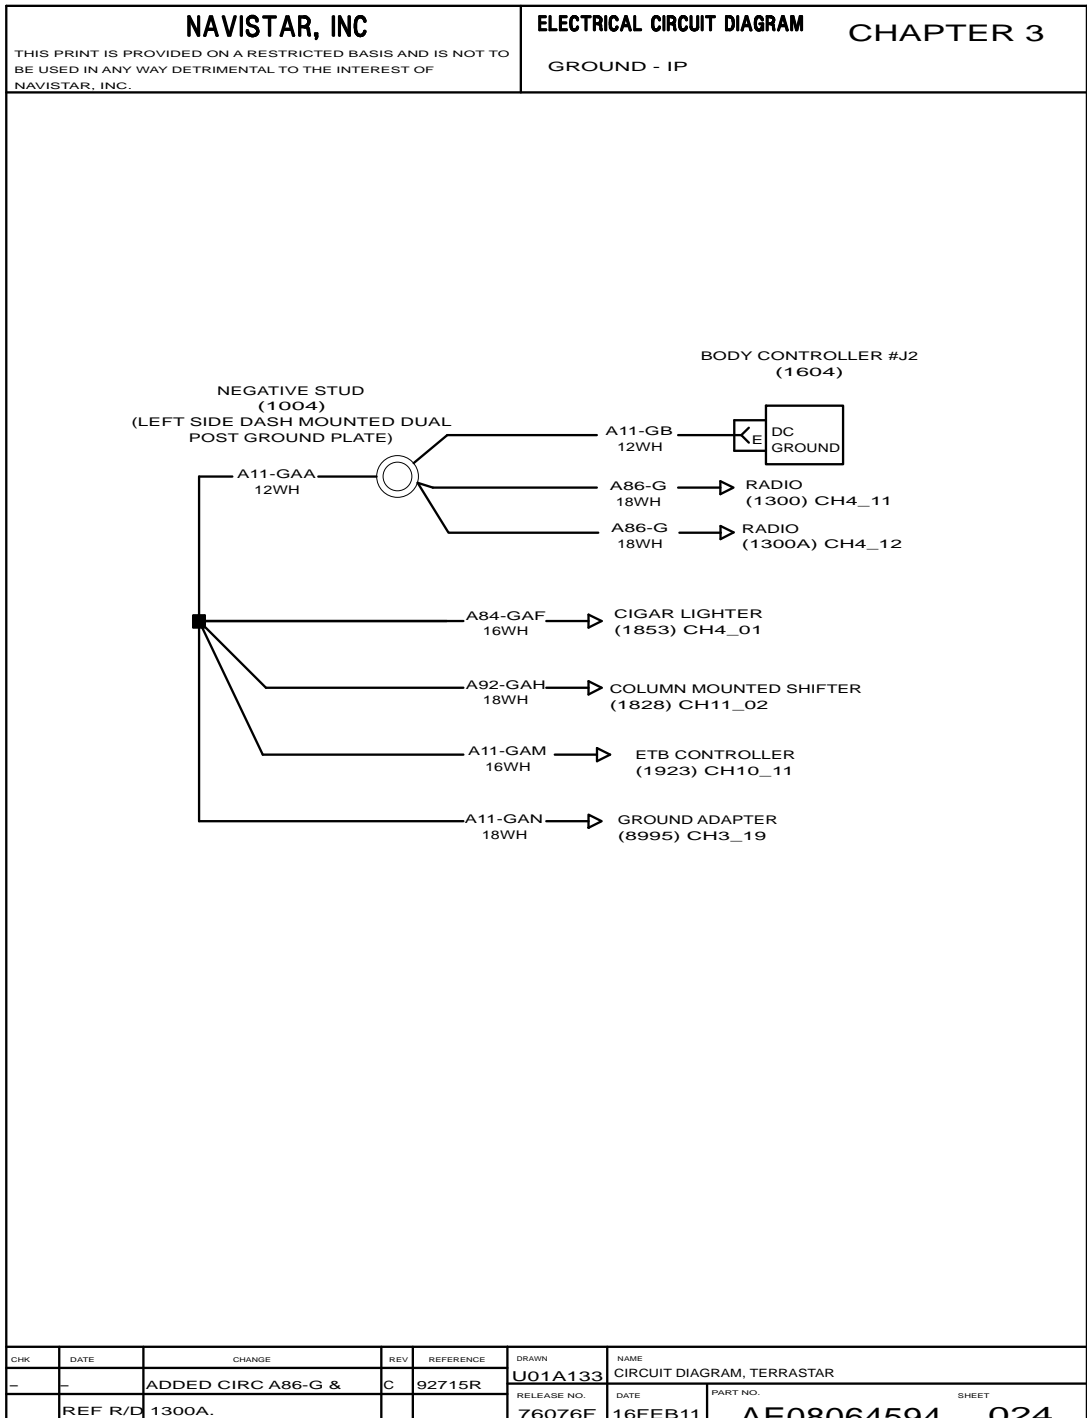 NAVISTAR, INC
THIS PRINT IS PROVIDED ON A RESTRICTED BASIS AND IS NOT TO
BE USED IN ANY WAY DETRIMENTAL TO THE INTEREST OF
NAVISTAR, INC.
ELECTRICAL CIRCUIT DIAGRAM
CHAPTER 3
GROUND - IP
BODY CONTROLLER #J2
(1604)
NEGATIVE STUD
(1004)
(LEFT SIDE DASH MOUNTED DUAL
POST GROUND PLATE)
A11-GB
12WH
E
DC
GROUND
A11-GAA
12WH
A86-G
18WH
RADIO
(1300) CH4_11
A86-G
18WH
RADIO
(1300A) CH4_12
A84-GAF
16WH
CIGAR LIGHTER
(1853) CH4_01
A92-GAH
18WH
COLUMN MOUNTED SHIFTER
(1828) CH11_02
A11-GAM
16WH
ETB CONTROLLER
(1923) CH10_11
A11-GAN
18WH
GROUND ADAPTER
(8995) CH3_19
CHK DATE CHANGE REV REFERENCE
– – ADDED CIRC A86-G & C 92715R
REF R/D 1300A.
DRAWN
U01A133
NAME
CIRCUIT DIAGRAM, TERRASTAR
RELEASE NO.
DATE
16FEB11
PART NO.
AE08064594
SHEET
024